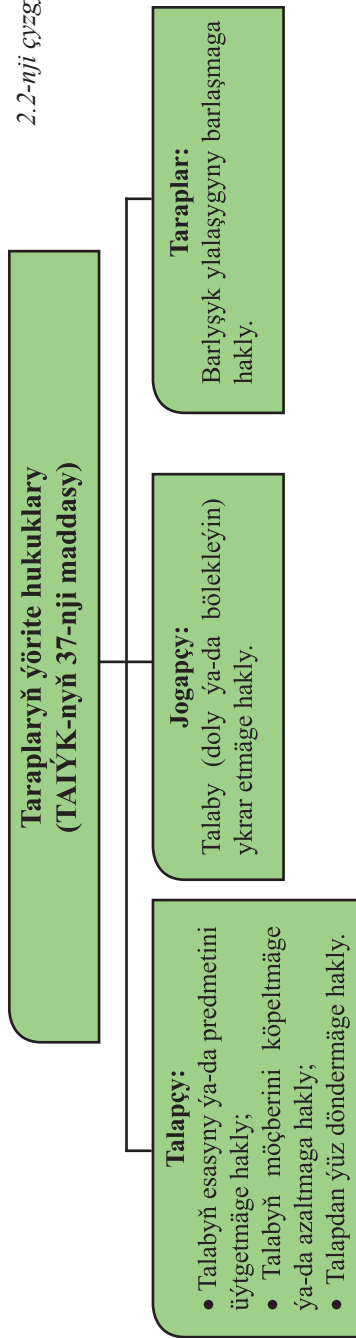 2.2-nji
Taraplaryň ýörite hukuklary
(TAIÝK-nyň 37-nji maddasy)
Talapçy:
• Talabyň esasyny ýa-da predmetini
üýtgetmäge hakly;
• Talabyň möçberini köpeltmäge
ýa-da azaltmaga hakly;
• Talapdan ýüz döndermäge hakly.
Jogapçy:
Talaby (doly ýa-da bölekleýin)
ykrar etmäge hakly.
Taraplar:
Barlyşyk ylalaşygyny barlaşmaga
hakly.